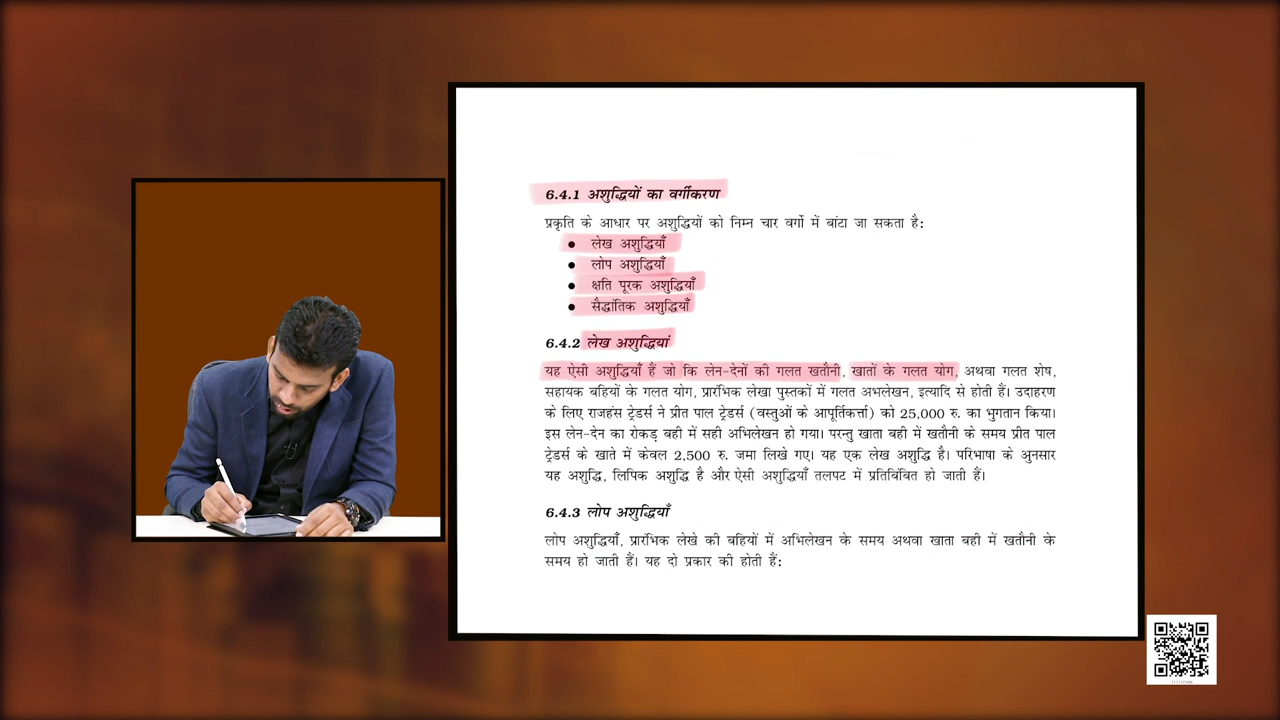 6.4.1 अशुद्धियों का वर्गीकरण
प्रकृति के आधार पर अशुद्धियों को निम्न चार वर्गो में बांटा जा सकता है:
• लेख अशुद्धियाँ
• लोप अशुद्धियाँ
• क्षति पूरक अशुद्धियाँ
• सैद्धांतिक अशुद्धियाँ
6.4.2 लेख अशुद्धियां
यह ऐसी अशुद्धियाँ हैं जो कि लेन-देनों की गलत खतौनी, खातों के गलत योग, अथवा गलत शेष,
सहायक बहियों के गलत योग, प्रारंभिक लेखा पुस्तकों में गलत अभलेखन, इत्यादि से होती हैं। उदाहरण
के लिए राजहंस ट्रेडर्स ने प्रीत पाल ट्रेडर्स (वस्तुओं के आपूर्तिकर्त्ता) को 25,000 रु. का भुगतान किया।
इस लेन-देन का रोकड़ बही में सही अभिलेखन हो गया। परन्तु खाता बही में खतौनी के समय प्रीत पाल
ट्रेडर्स के खाते में केवल 2,500 रु. जमा लिखे गए। यह एक लेख अशुद्धि है। परिभाषा के अुनसार
यह अशुद्धि, लिपिक अशुद्धि है और ऐसी अशुद्धियाँ तलपट में प्रतिबिंबित हो जाती हैं।
6.4.3 लोप अशुद्धियाँ
लोप अशुद्धियाँ, प्रारंभिक लेखे की बहियों में अभिलेखन के समय अथवा खाता बही में खतौनी के
समय हो जाती हैं। यह दो प्रकार की होती हैं: